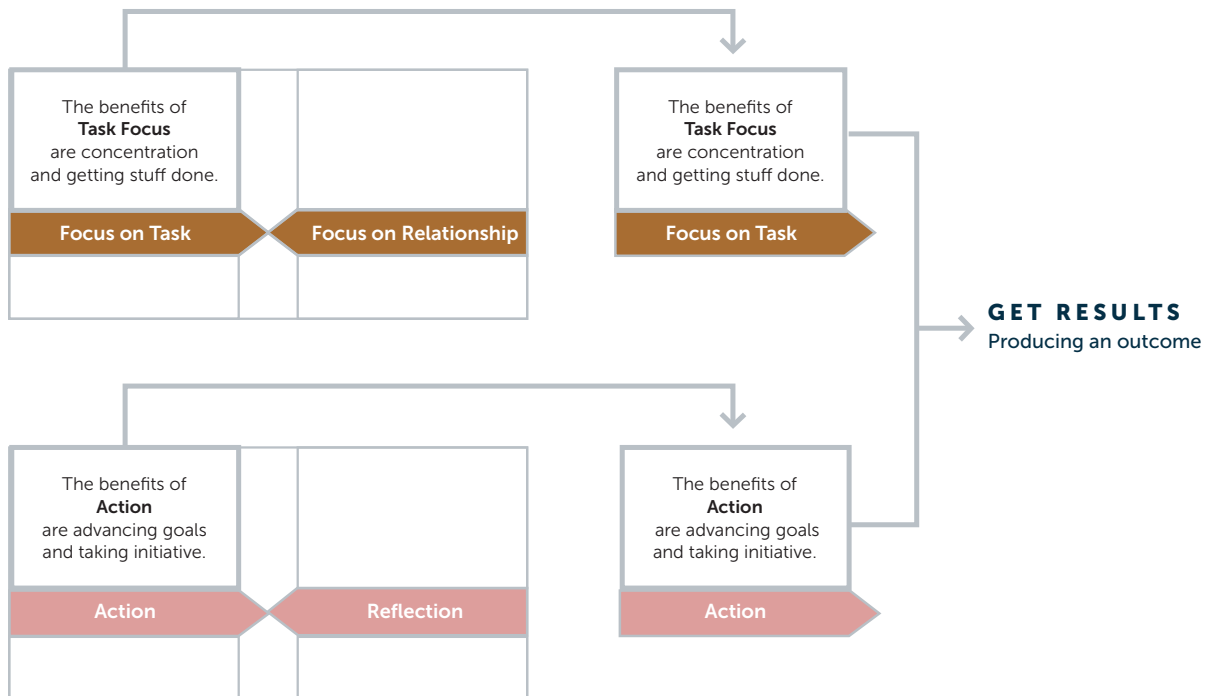 The benefits of
Task Focus
are concentration
and getting stuff done.
Focus on Task
Focus on Relationship
The benefits of
Task Focus
are concentration
and getting stuff done.
Focus on Task
GET RESULTS
Producing an outcome
The benefits of
Action
are advancing goals
and taking initiative.
Action
Reflection
The benefits of
Action
are advancing goals
and taking initiative.
Action